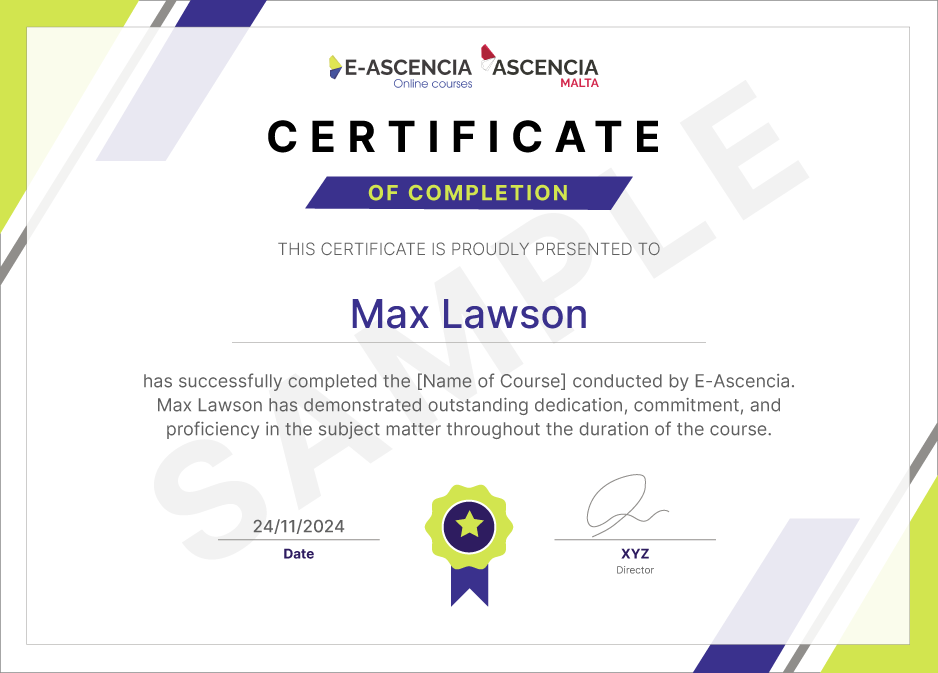 E-ASCENCIA
Online courses
ASCENCIA
MALTA
CERTIFICATE
OF COMPLETION
THIS CERTIFICATE IS PROUDLY PRESENTED TO
Max Lawson
has successfully completed the [Name of Course] conducted by E-Ascencia.
Max Lawson has demonstrated outstanding dedication, commitment, and
proficiency in the subject matter throughout the duration of the course.
SAMPLE
24/11/2024
Date
XYZ
Director